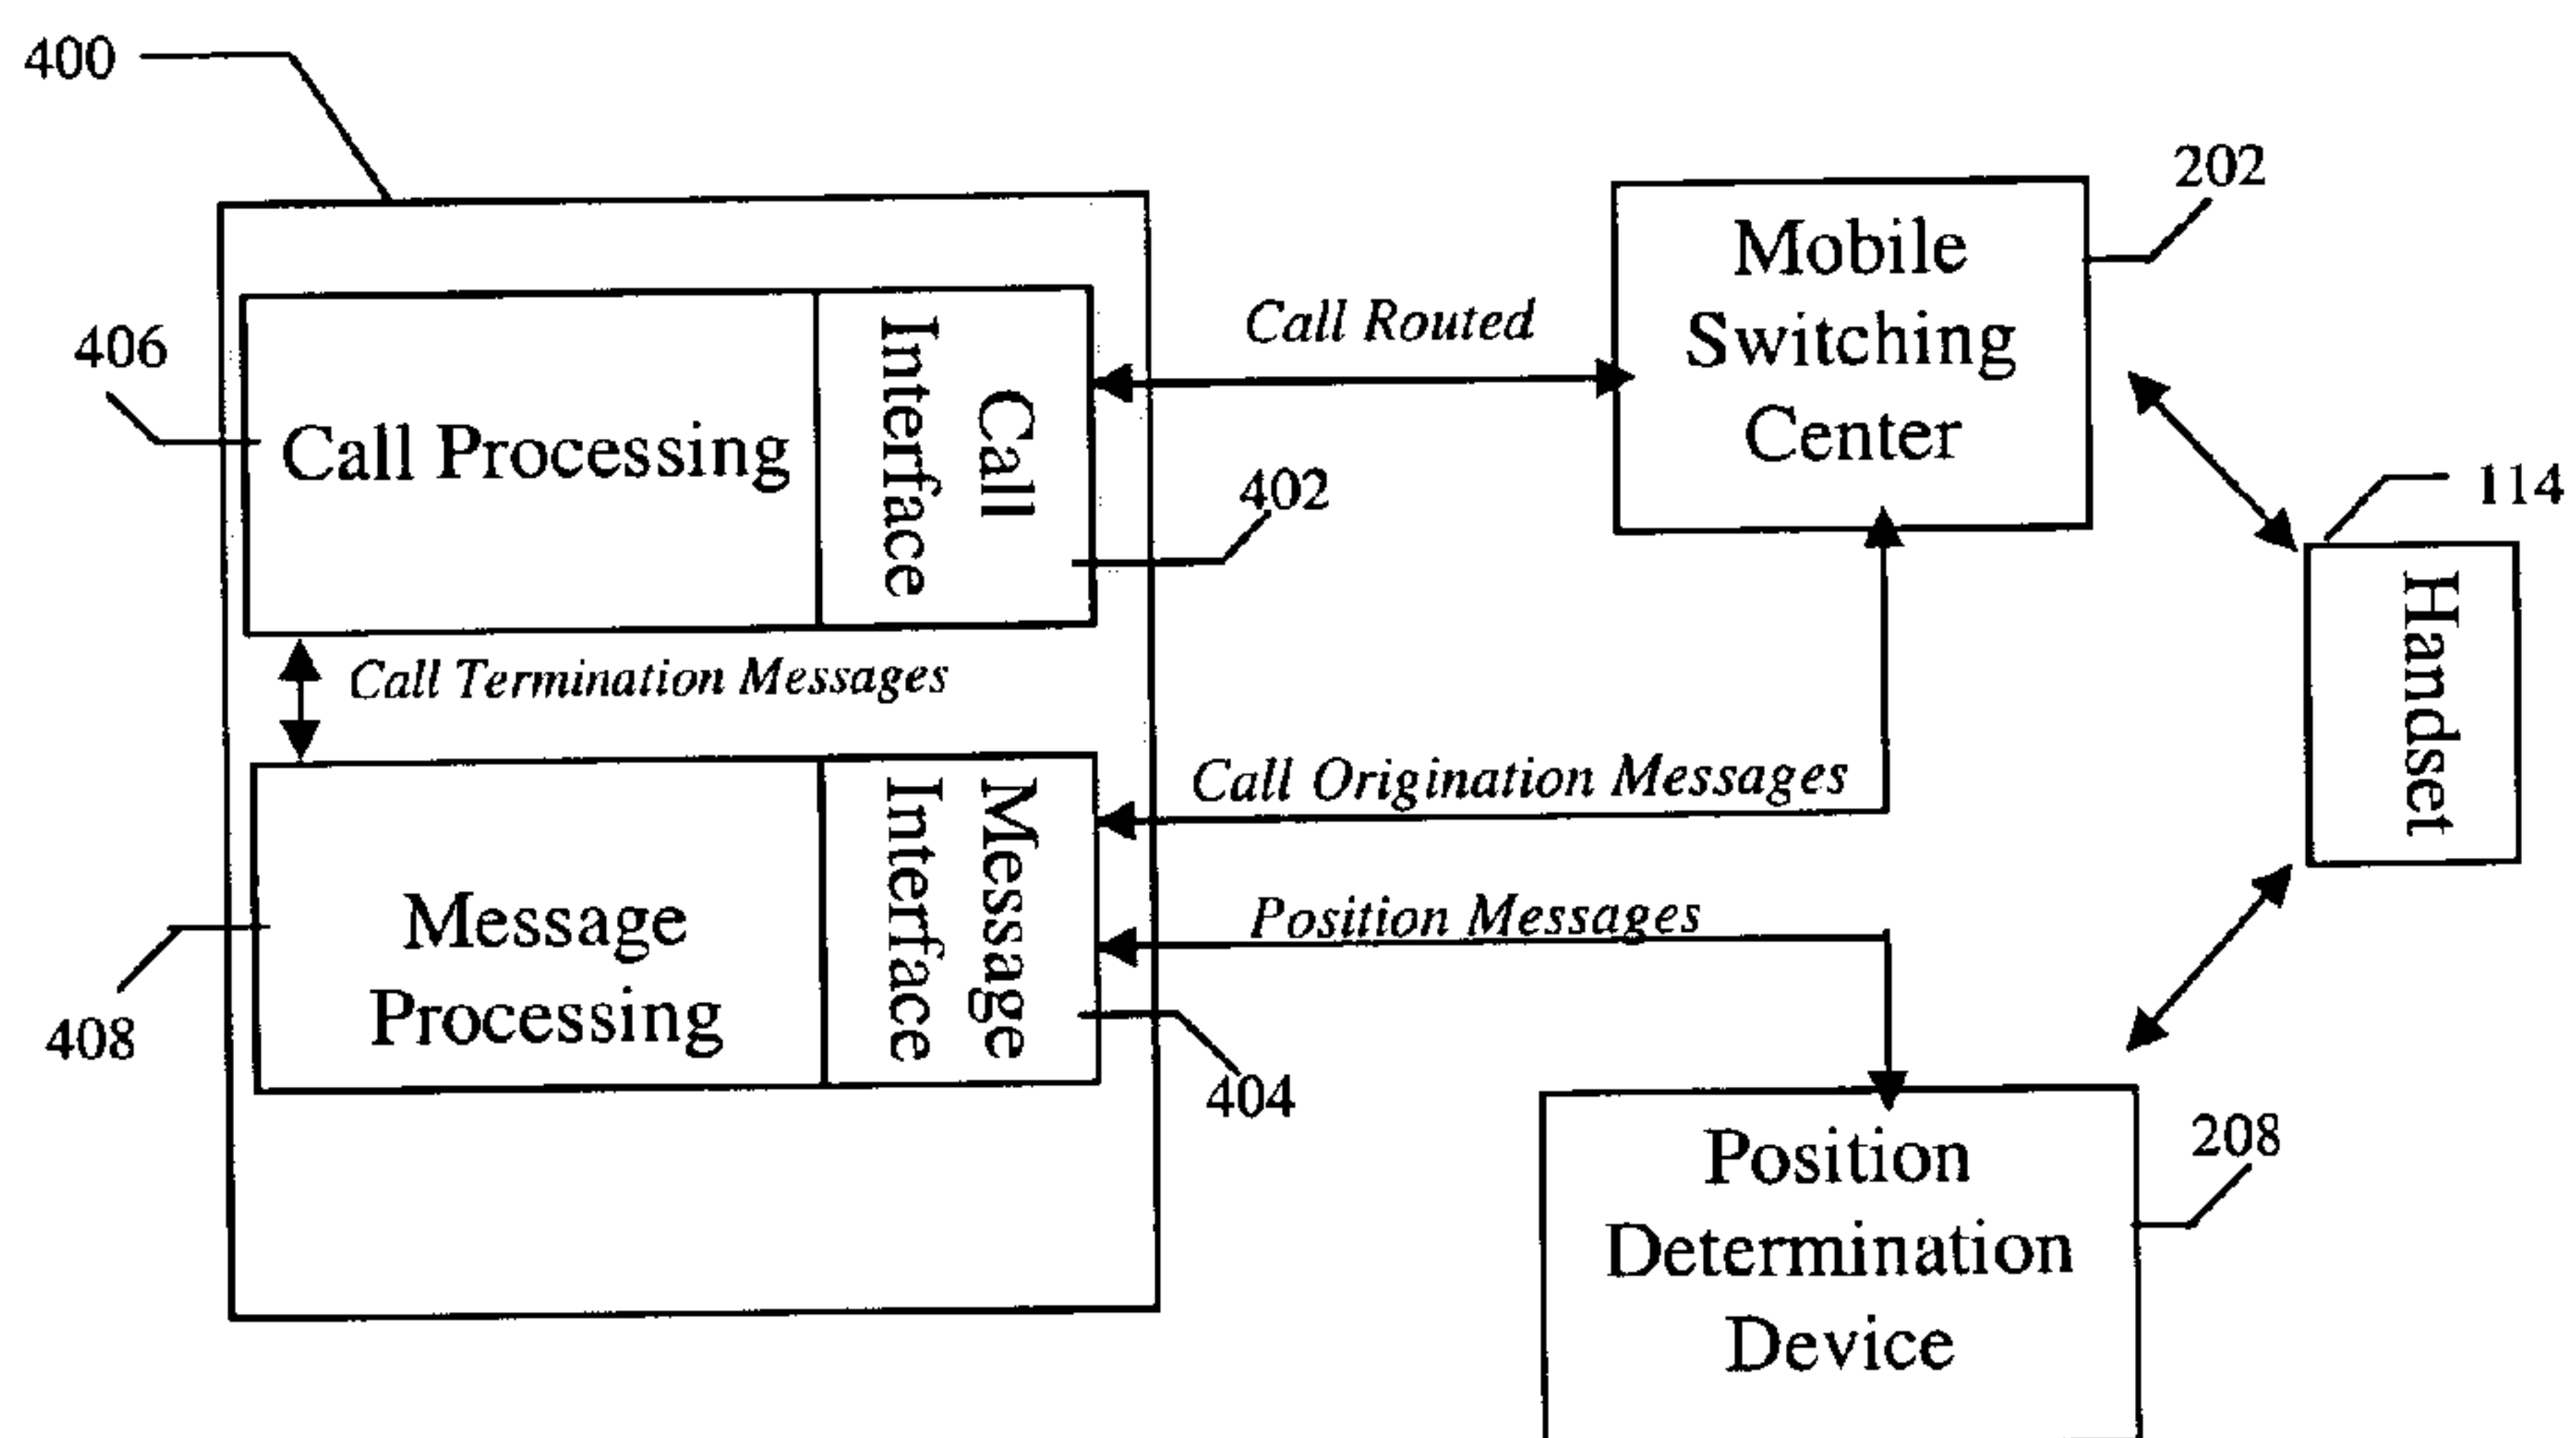 400
202
Mobile
Switching
Center
Call Routed
406
Call Processing
Call
Interface
402
114
Handset
Call Termination Messages
Call Origination Messages
Message
Processing
Message
Interface
Position Messages
408
404
Position
Determination
Device
208